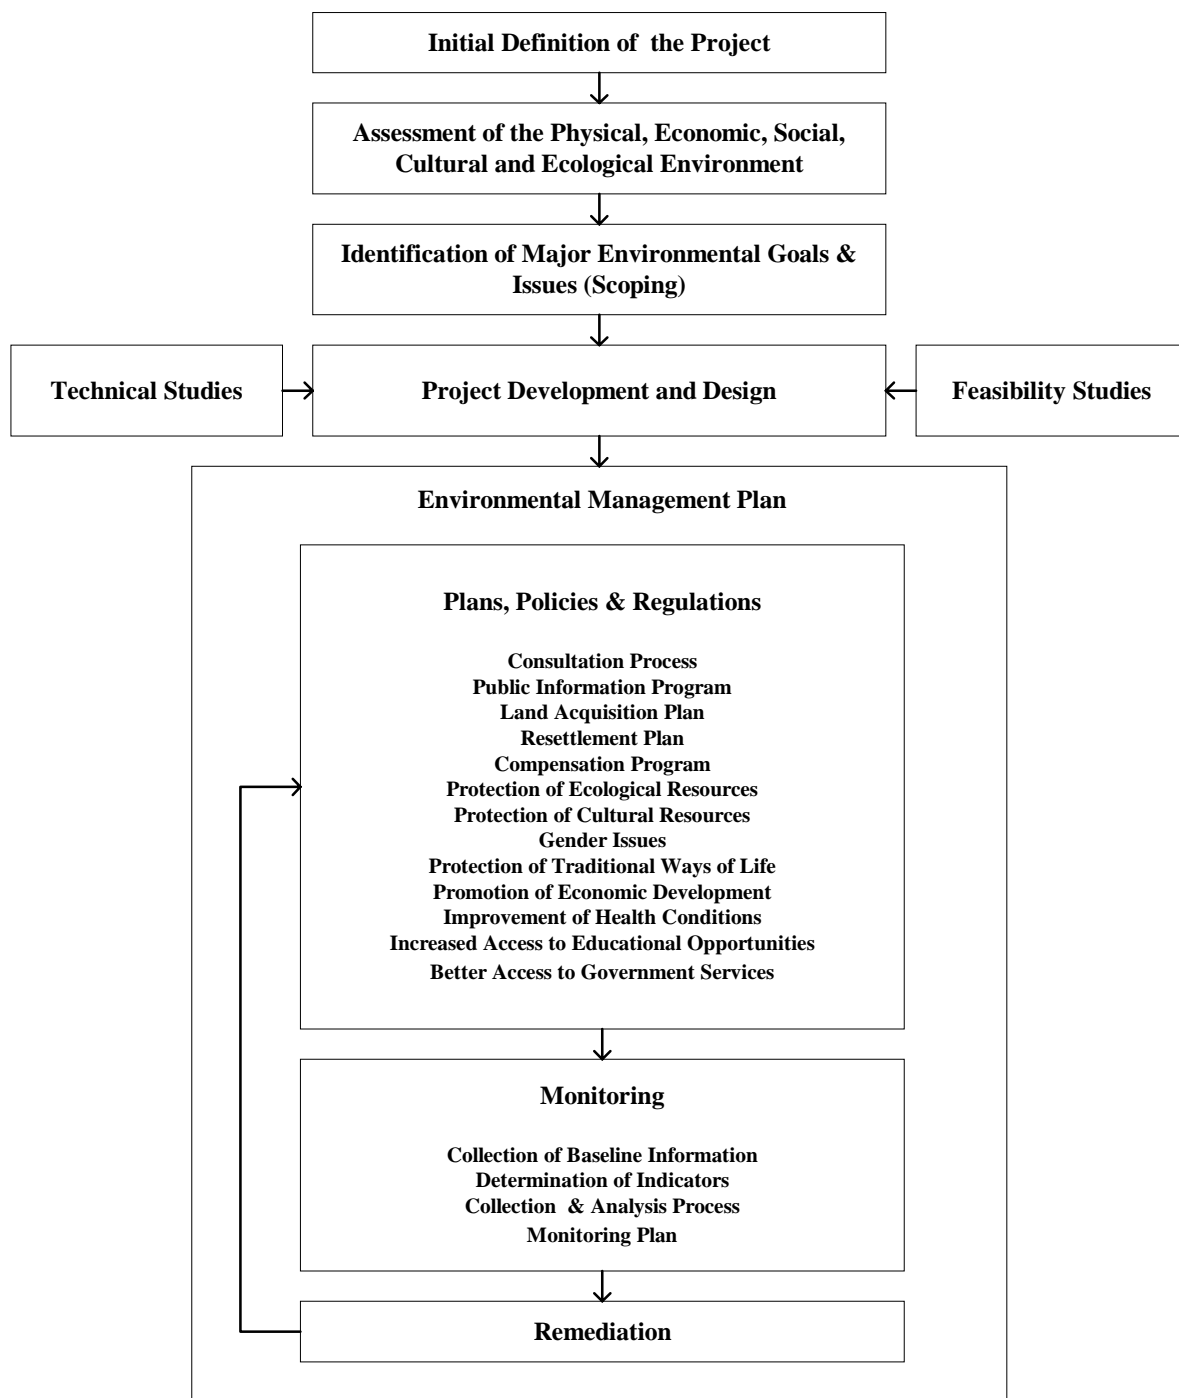 Initial Definition of  the Project
Assessment of the Physical, Economic, Social,
Cultural and Ecological Environment
Identification of Major Environmental Goals &
Issues (Scoping)
Technical Studies
Project Development and Design
Feasibility Studies
Environmental Management Plan
Plans, Policies & Regulations
Consultation Process
Public Information Program
Land Acquisition Plan
Resettlement Plan
Compensation Program
Protection of Ecological Resources
Protection of Cultural Resources
Gender Issues
Protection of Traditional Ways of Life
Promotion of Economic Development
Improvement of Health Conditions
Increased Access to Educational Opportunities
Better Access to Government Services
Monitoring
Collection of Baseline Information
Determination of Indicators
Collection  & Analysis Process
Monitoring Plan
Remediation